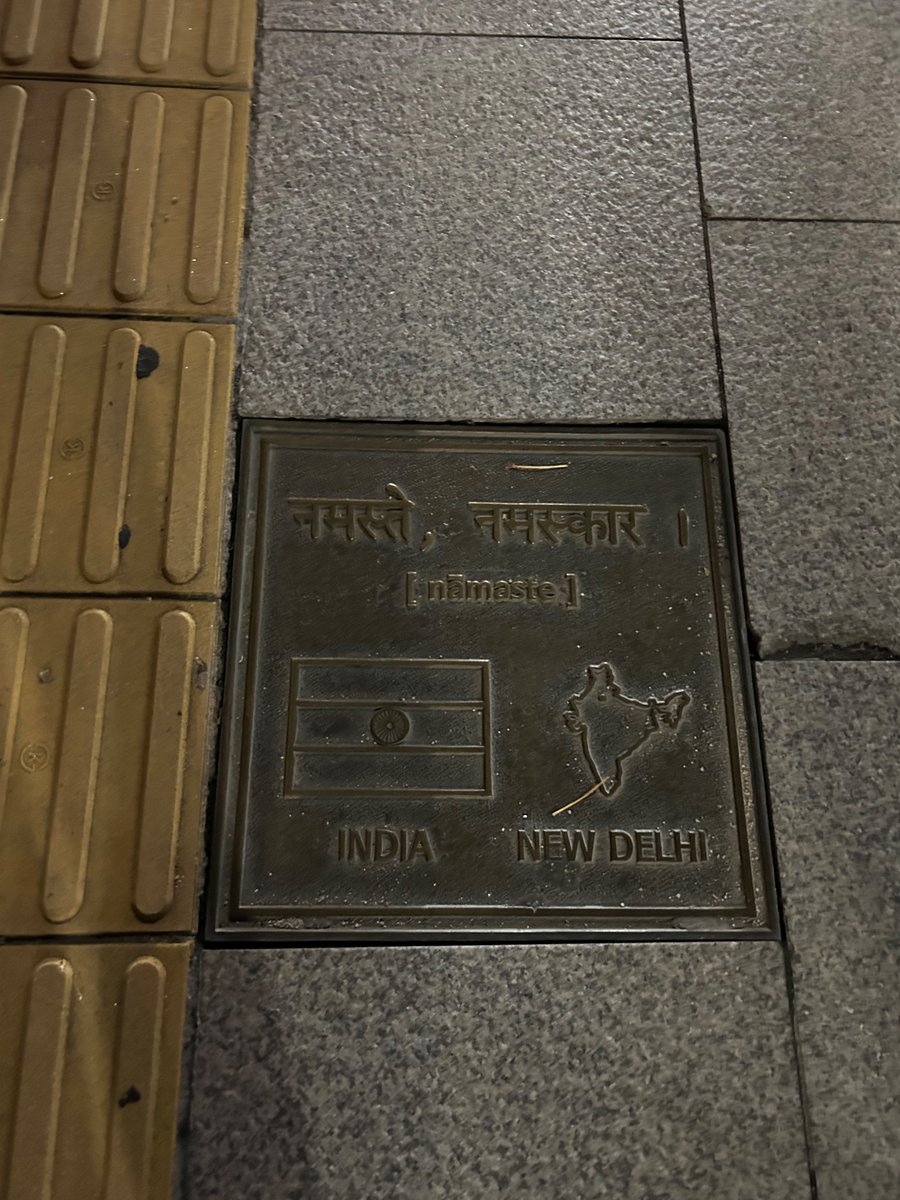 नमस्ते, नमस्कार ।
[ nāmaste ]
INDIA
NEW DELHI